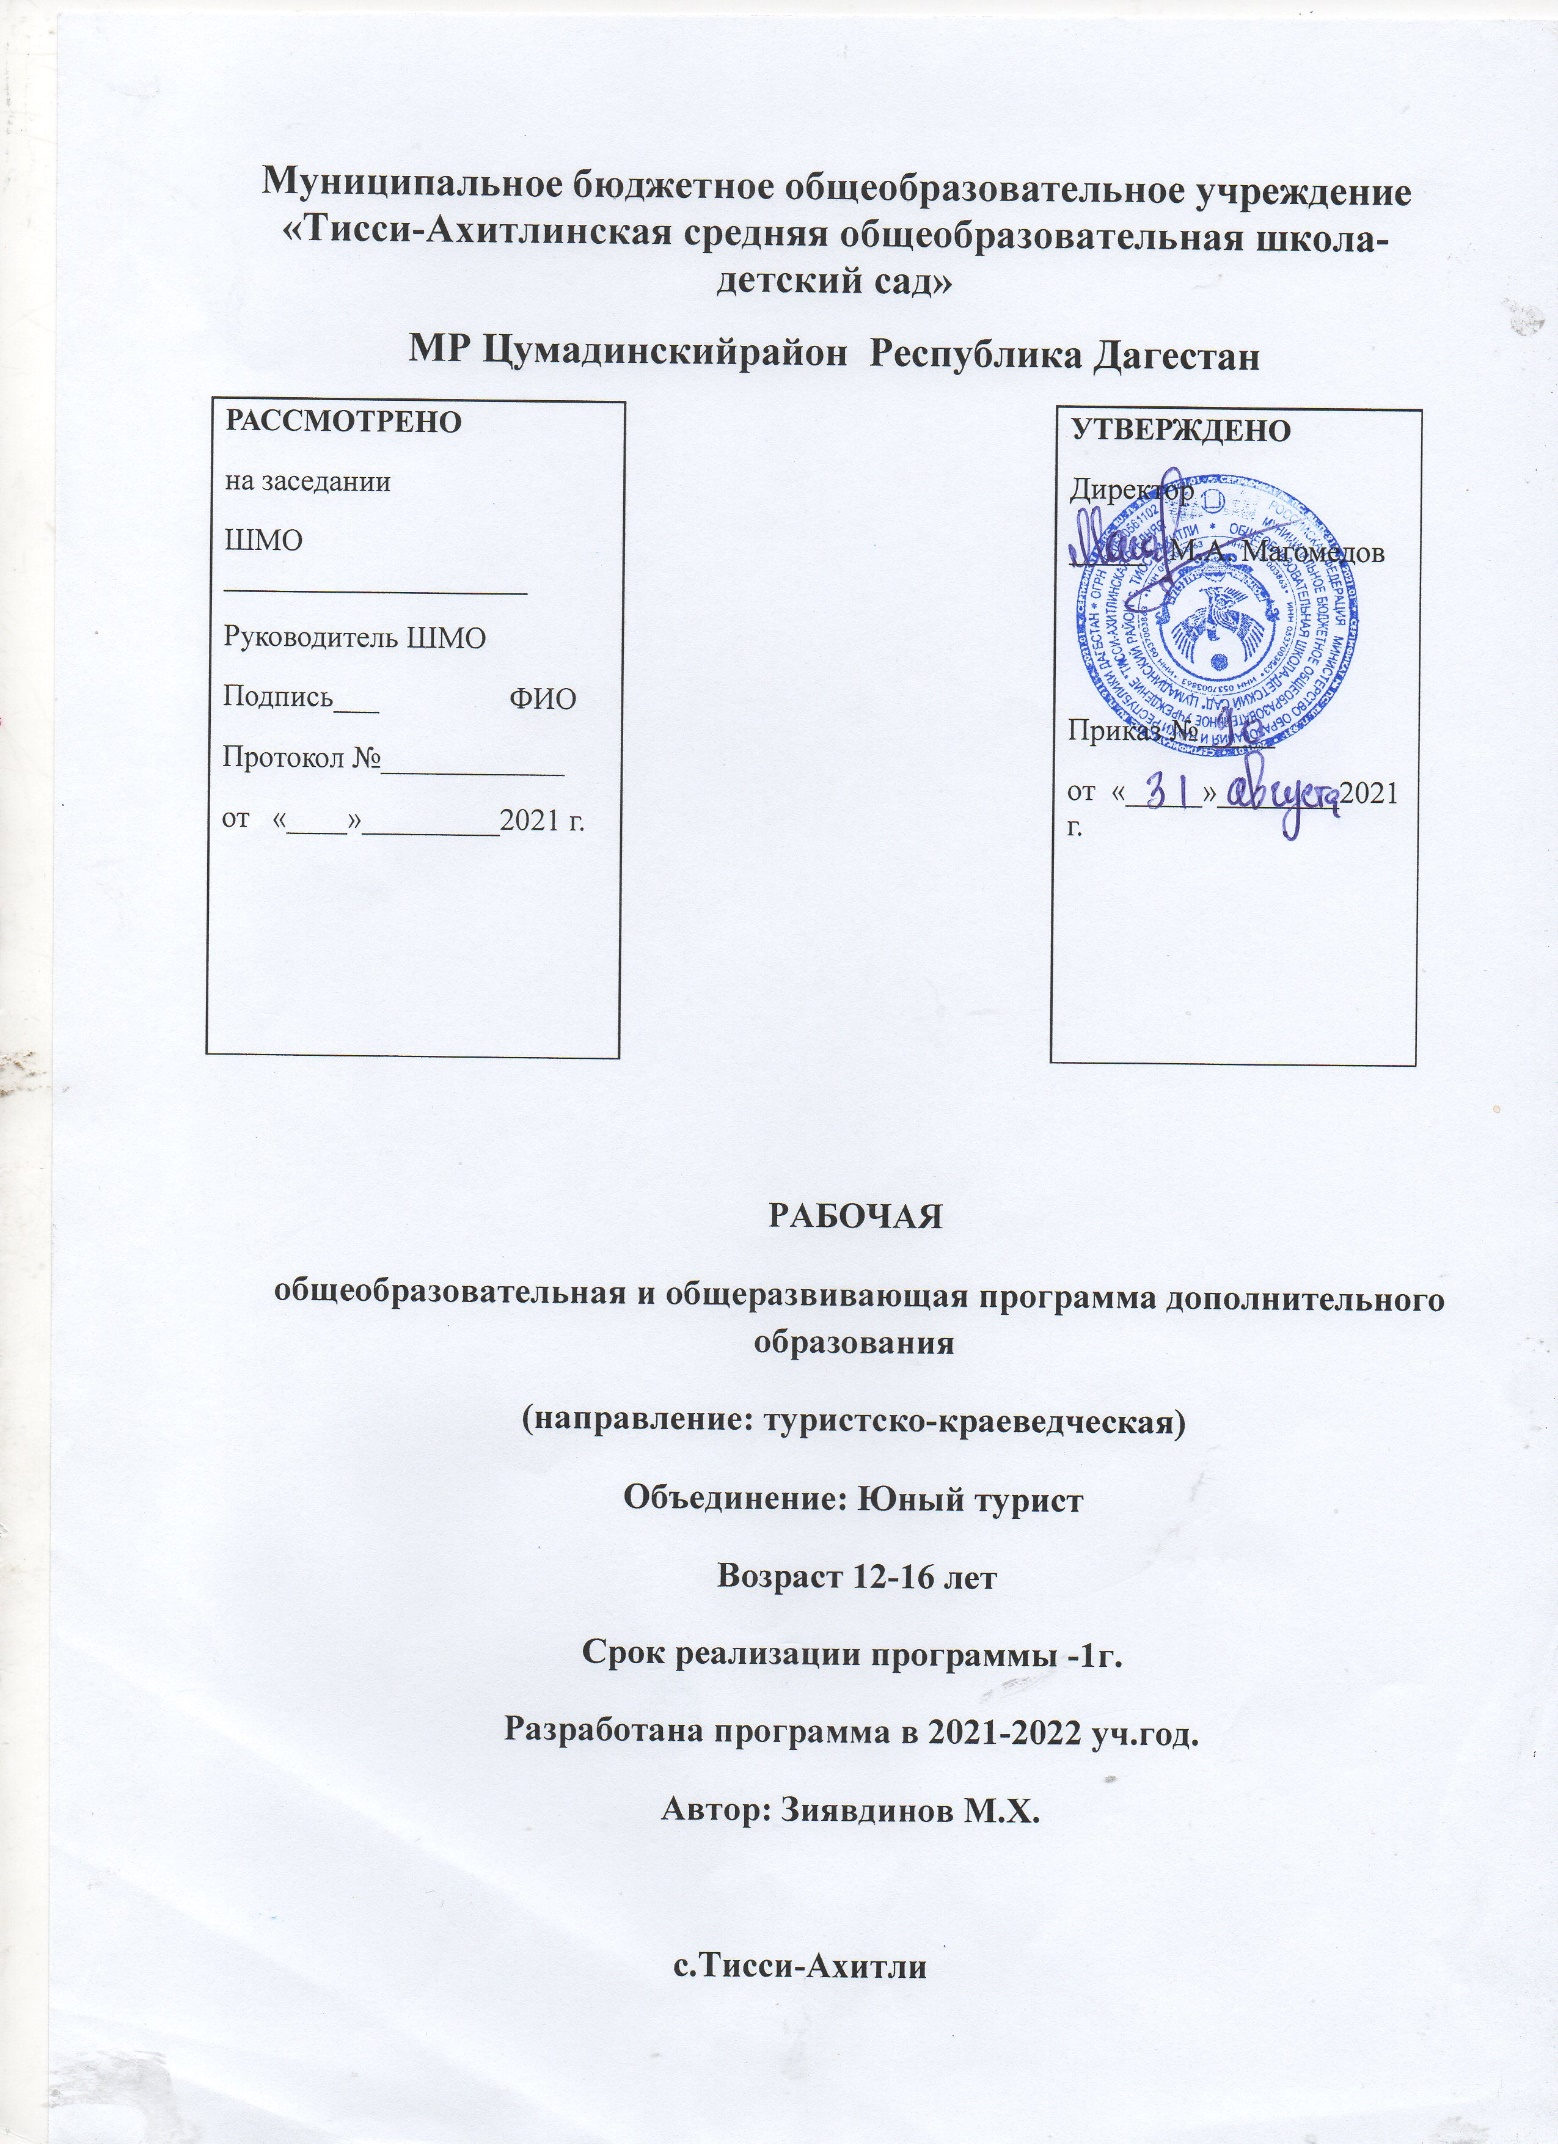 Муниципальное бюджетное общеобразовательное учреждение
«Тисси-Ахитлинская средняя общеобразовательная школа-
детский сад»
МР Цумадинскийрайон  Республика Дагестан
РАССМОТРЕНО
на заседании
ШМО
____________________
Руководитель ШМО
Подпись___ ФИО
Протокол №____________
от «____»_________2021 г.
УТВЕРЖДЕНО
Директор
_____ М.А. Магомедов
Приказ №_____
от «31» августа 2021
г.
РАБОЧАЯ
общеобразовательная и общеразвивающая программа дополнительного
образования
(направление: туристско-краеведческая)
Объединение: Юный турист
Возраст 12-16 лет
Срок реализации программы -1г.
Разработана программа в 2021-2022 уч.год.
Автор: Зиявдинов М.Х.
с.Тисси-Ахитли